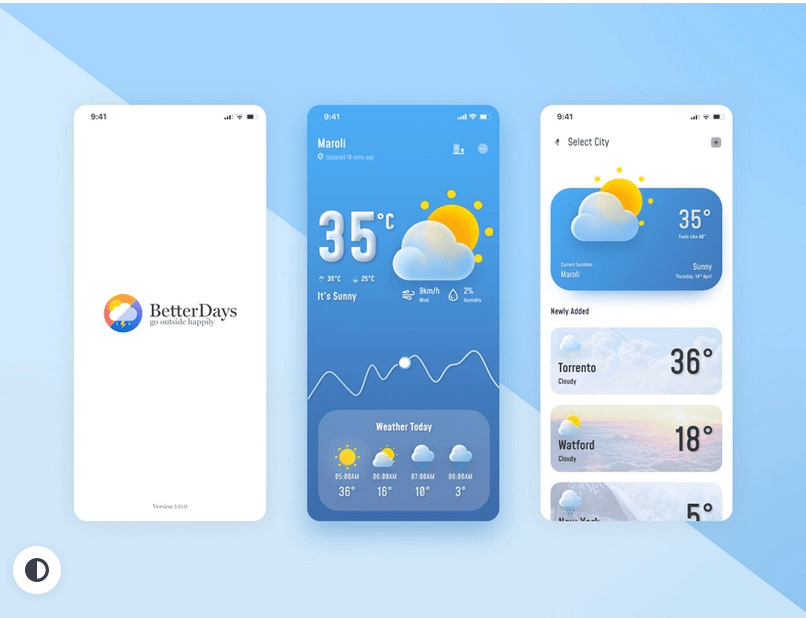 9:41
BetterDays
go outside happily
Version 1.0.0
9:41
Maroli
Updated 10 mins ago
35°C
↑ 36°C ↓ 25°C
It's Sunny
9km/h
Wind
2%
Humidity
Weather Today
05:00AM 06:00AM 07:00AM 08:00AM
36° 16° 10° 3°
9:41
Select City
35°
Feels Like 40°
Current Location
Maroli
Sunny
Thursday, 16th April
Newly Added
Torrento
Cloudy
36°
Watford
Cloudy
18°
New York
5°